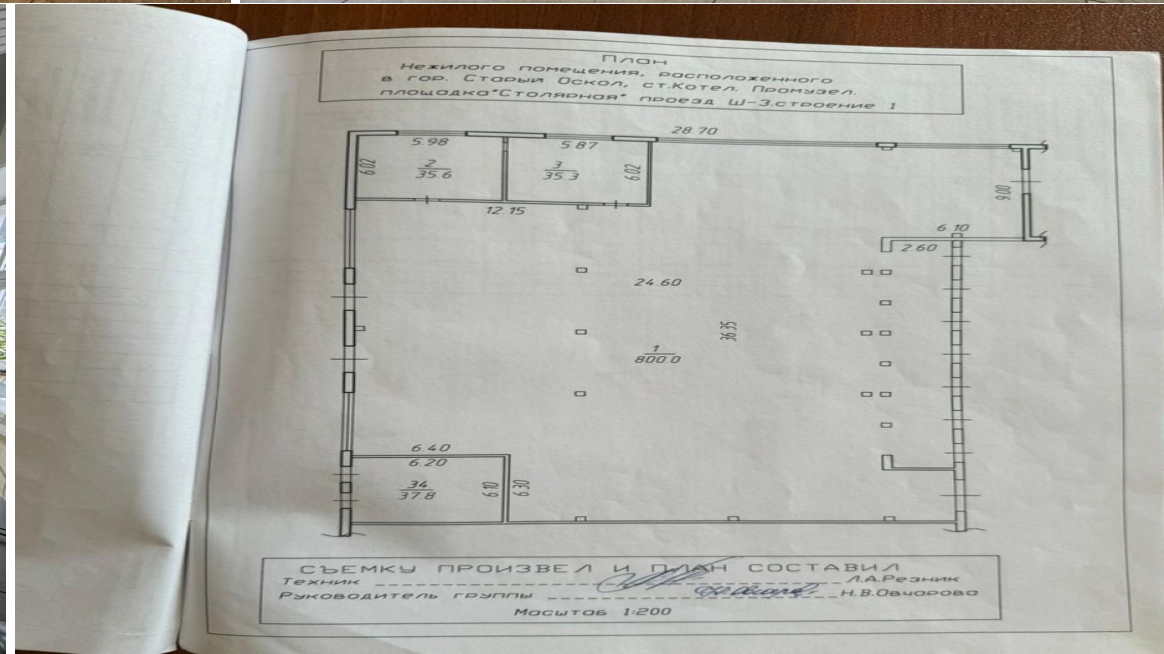 План
Нежилого помещения, расположенного
в гор. Старый Оскол, ст.Котел. Промузел.
площадка"Столярная" проезд Ш-3.строение 1
28.70
5.98
5.87
2
35.6
6.02
3
35.3
6.02
9.00
12.15
6.10
2.60
24.60
36.35
1
800.0
6.40
6.20
34
37.8
6.10
6.30
СЪЕМКУ ПРОИЗВЕЛ И ПЛАН СОСТАВИЛ
Техник Л.А.Резник
Руководитель группы Н.В.Овчарова
Масштаб 1:200